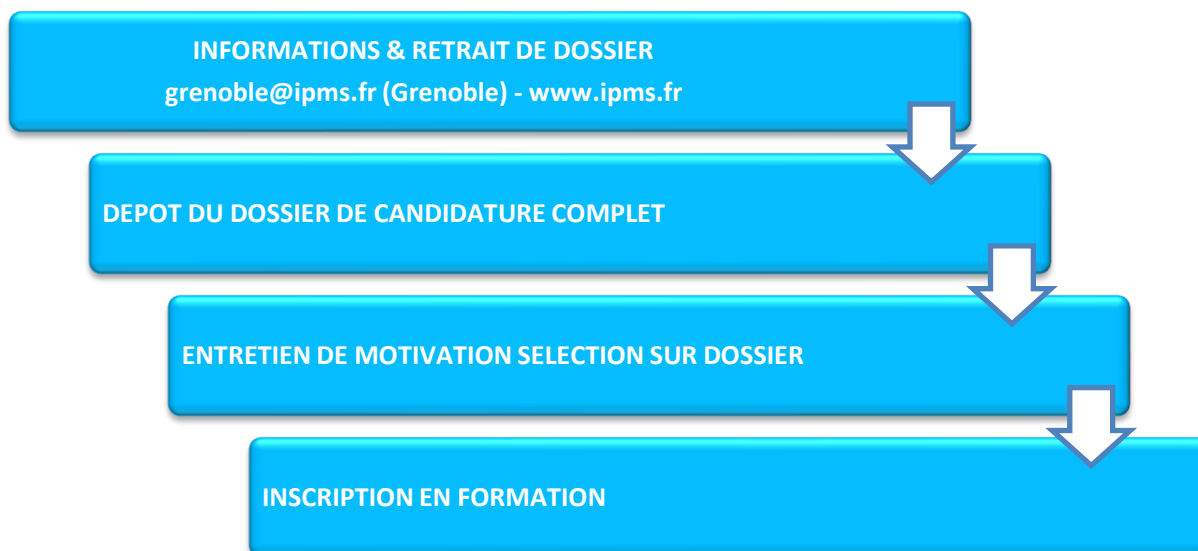 INFORMATIONS & RETRAIT DE DOSSIER
grenoble@ipms.fr (Grenoble) - www.ipms.fr
DEPOT DU DOSSIER DE CANDIDATURE COMPLET
ENTRETIEN DE MOTIVATION SELECTION SUR DOSSIER
INSCRIPTION EN FORMATION